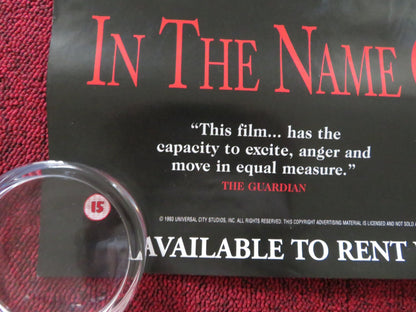 IN THE NAME
“This film... has the
capacity to excite, anger and
move in equal measure.”
THE GUARDIAN
15
© 1993 UNIVERSAL CITY STUDIOS, INC. ALL RIGHTS RESERVED. THIS COPYRIGHT ADVERTISING MATERIAL IS LICENSED AND NOT SOLD
AVAILABLE TO RENT